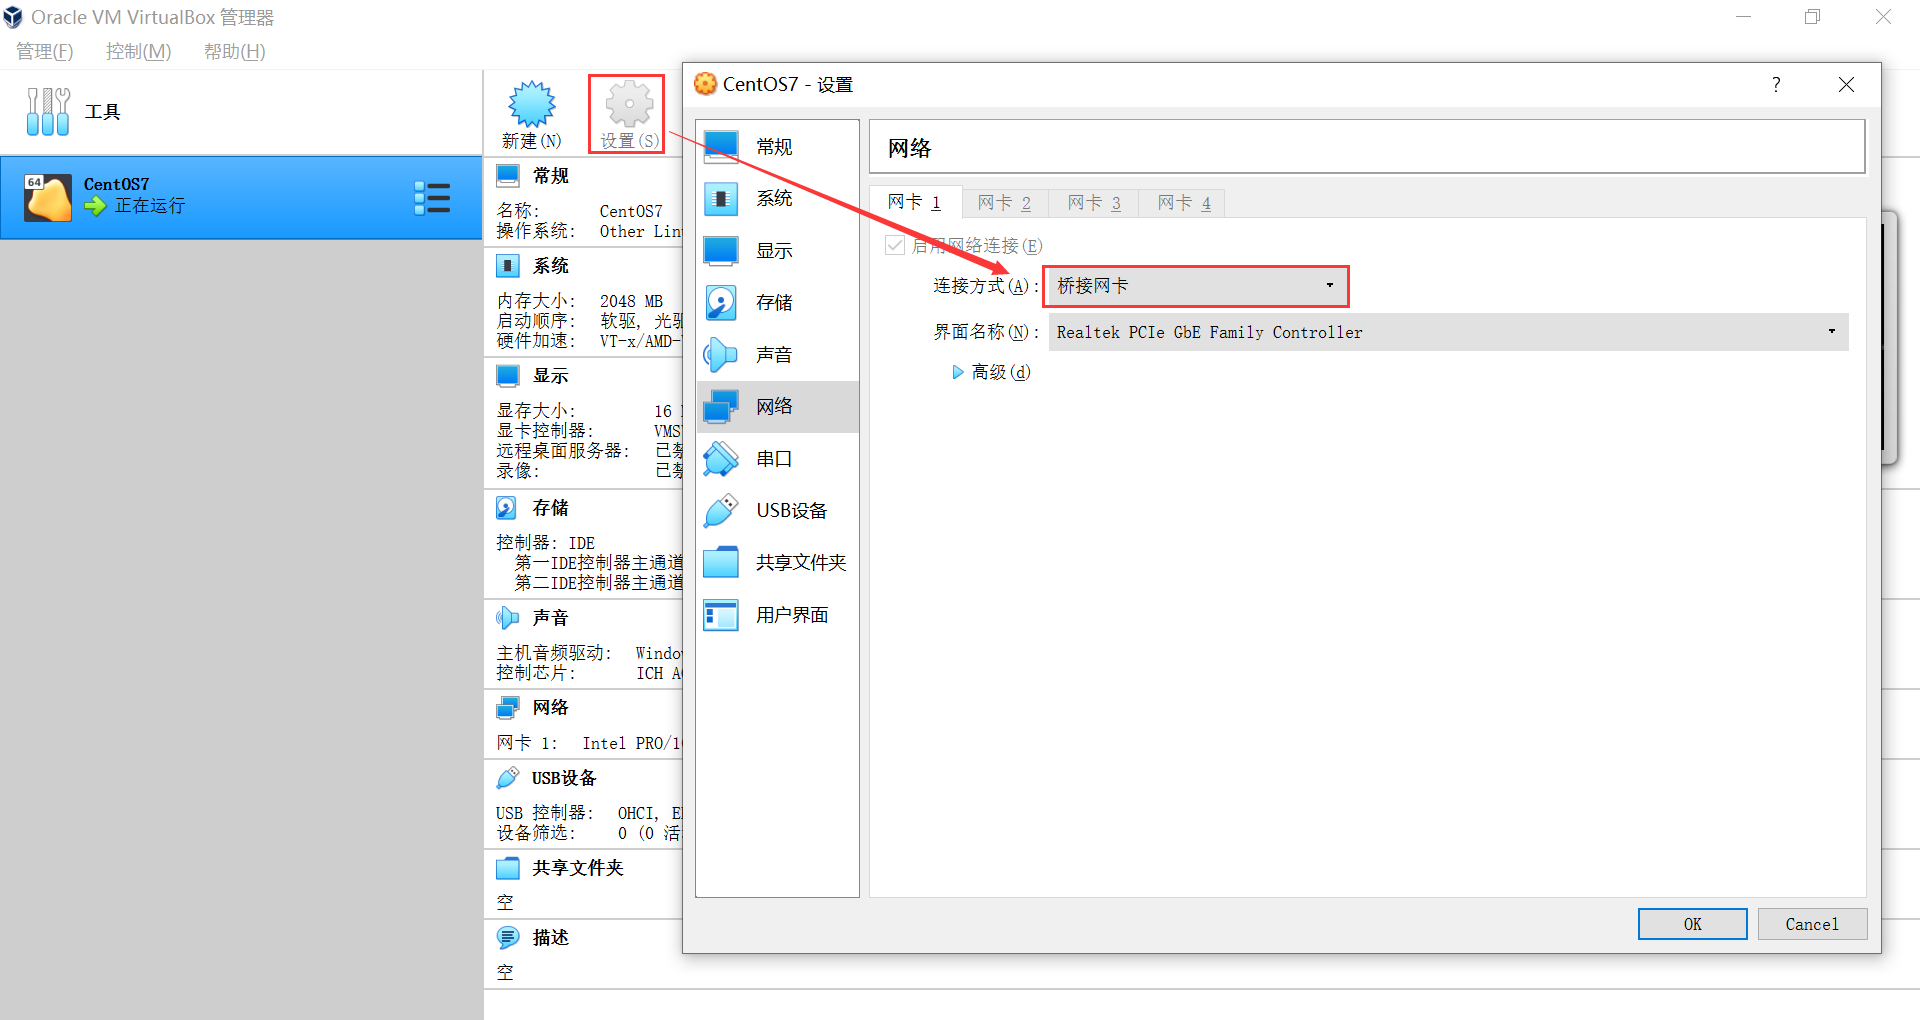 Oracle VM VirtualBox 管理器
管理(F) 控制(M) 帮助(H)
工具
64
CentOS7
正在运行
新建(N) 设置(S)
常规
名称: CentOS7
操作系统: Other Lin
系统
内存大小: 2048 MB
启动顺序: 软驱, 光驱
硬件加速: VT-x/AMD-
显示
显存大小: 16
显卡控制器: VMS
远程桌面服务器: 已禁
录像: 已禁
存储
控制器: IDE
第一IDE控制器主通道
第二IDE控制器主通道
声音
主机音频驱动: Windo
控制芯片: ICH A
网络
网卡 1: Intel PRO/1
USB设备
USB 控制器: OHCI, E
设备筛选: 0 (0 活
共享文件夹
空
描述
空
CentOS7 - 设置
?
常规
系统
显示
存储
声音
网络
串口
USB设备
共享文件夹
用户界面
网络
网卡 1 网卡 2 网卡 3 网卡 4
启用网络连接(E)
连接方式(A): 桥接网卡
界面名称(N): Realtek PCIe GbE Family Controller
高级(d)
OK Cancel